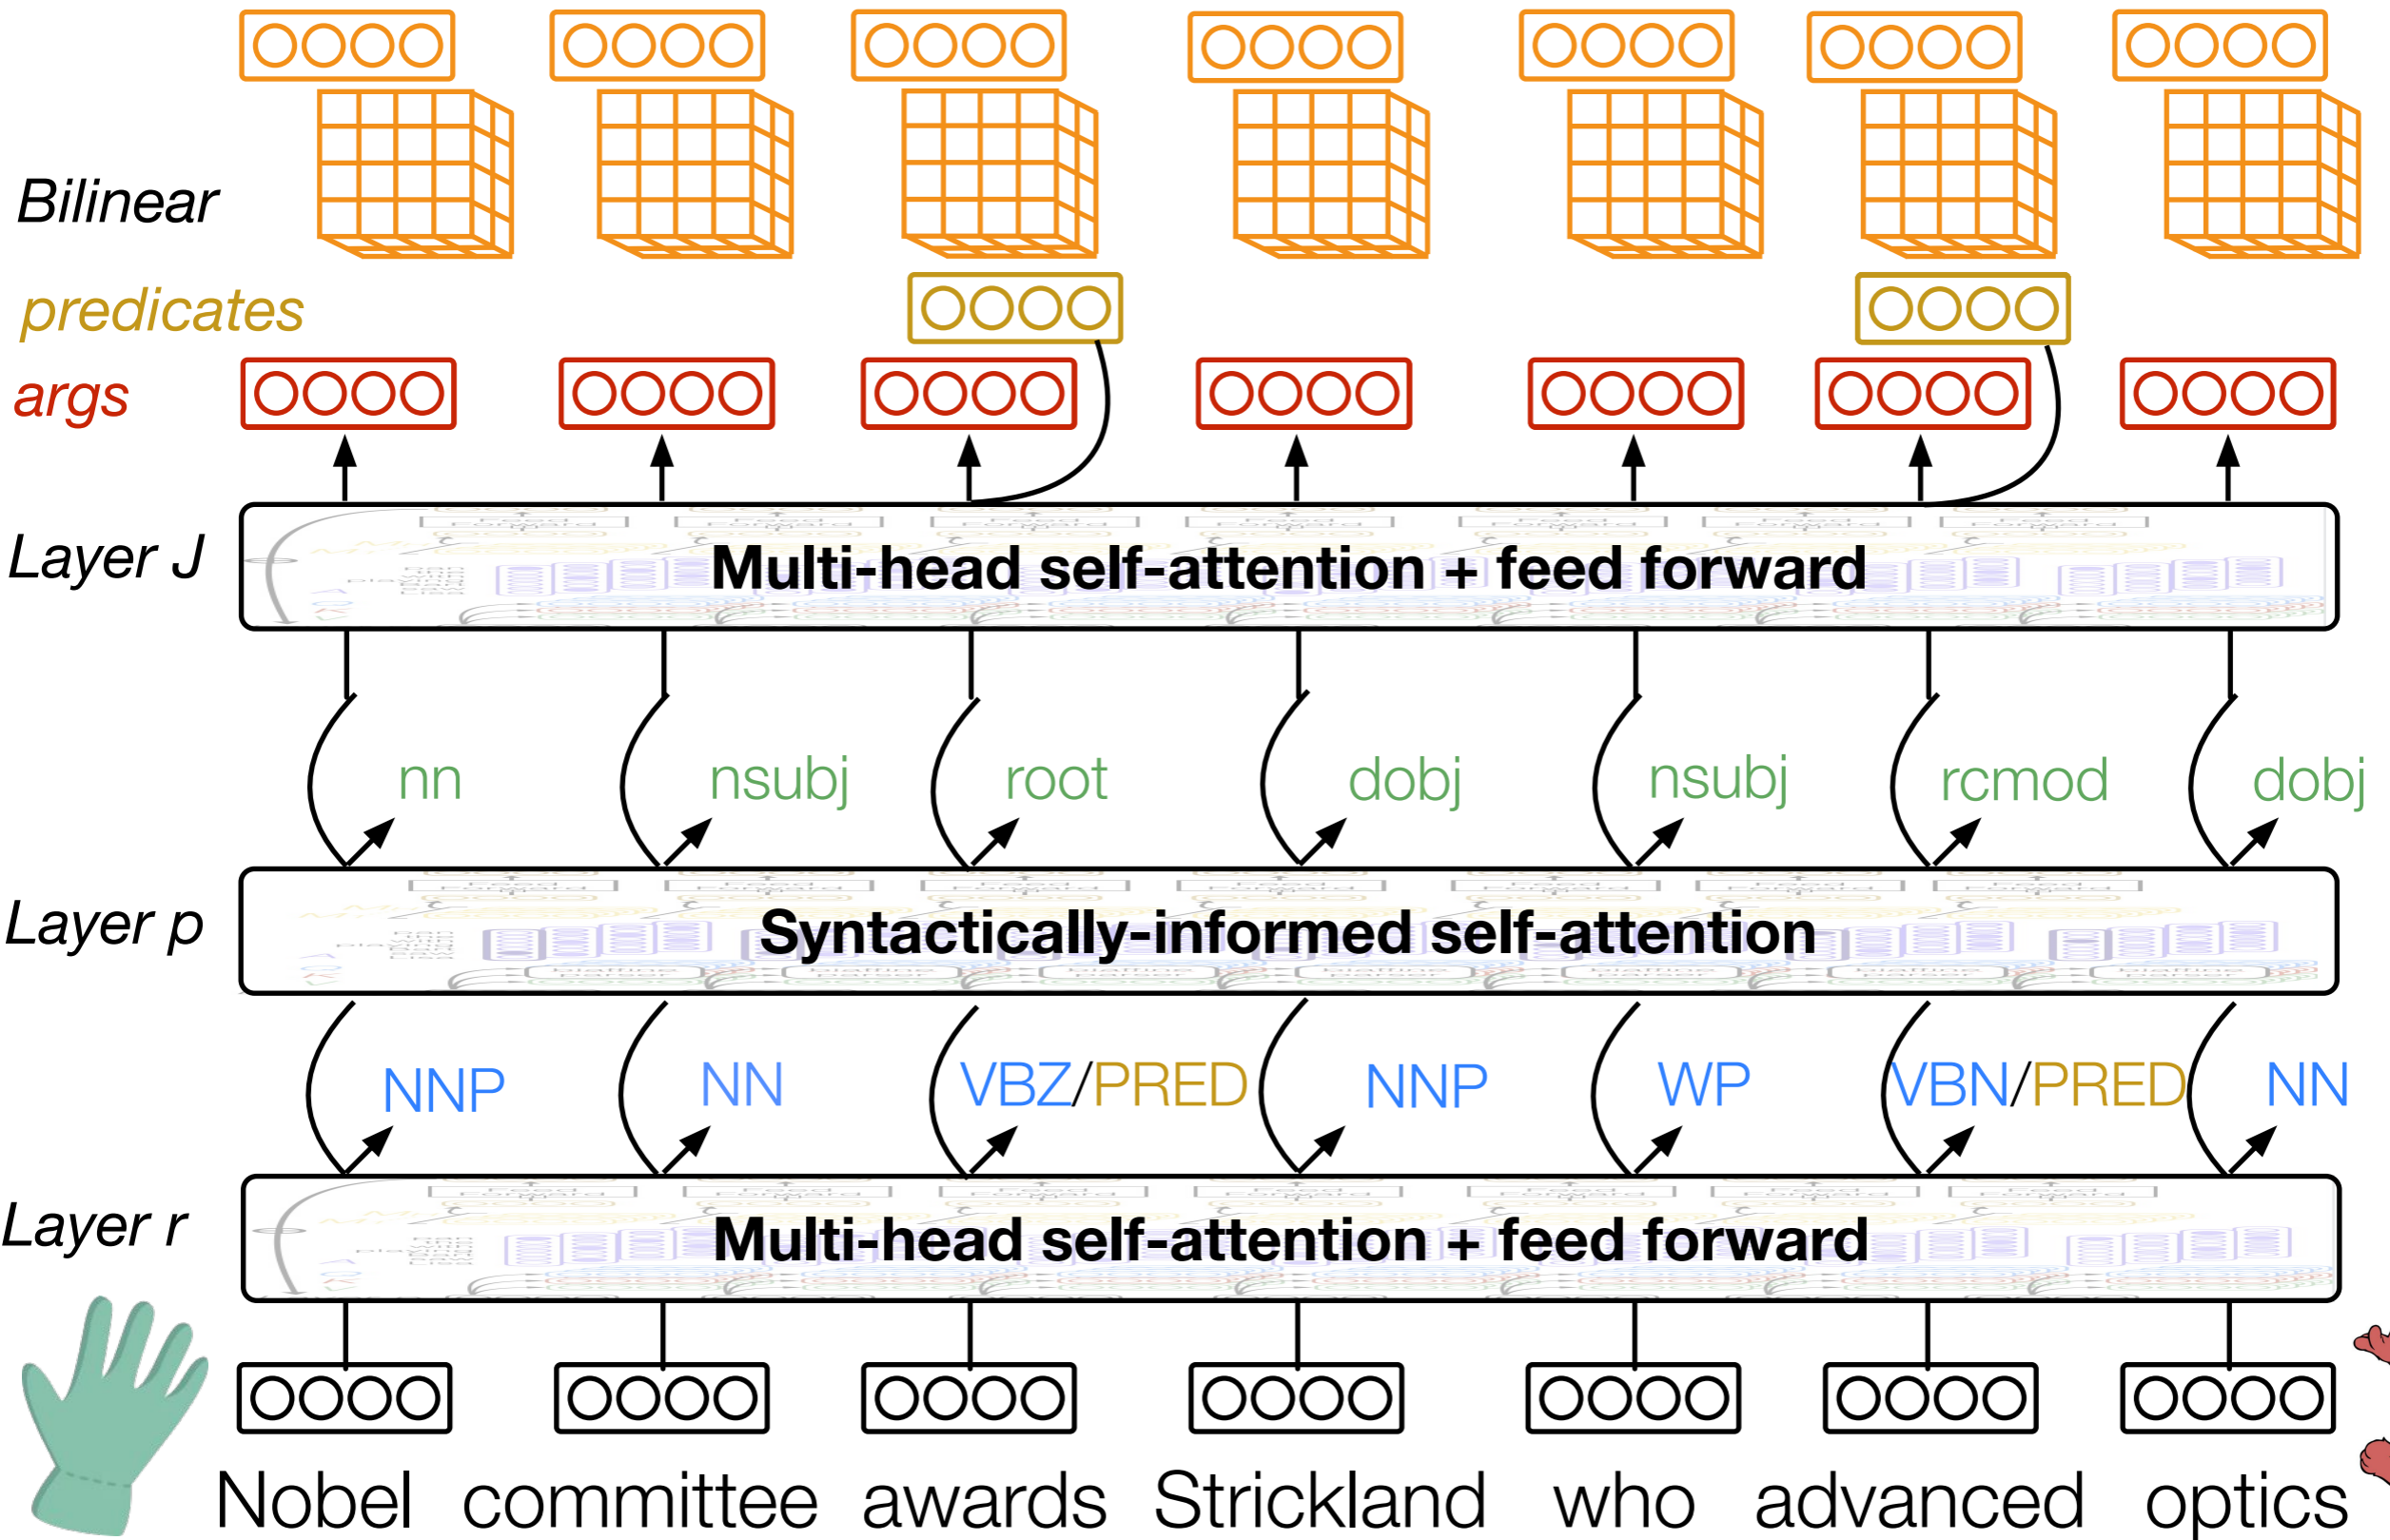 Bilinear
predicates
args
Layer J Multi-head self-attention + feed forward
nn nsubj root dobj nsubj rcmod dobj
Layer p Syntactically-informed self-attention
NNP NN VBZ/PRED NNP WP VBN/PRED NN
Layer r Multi-head self-attention + feed forward
Nobel committee awards Strickland who advanced optics